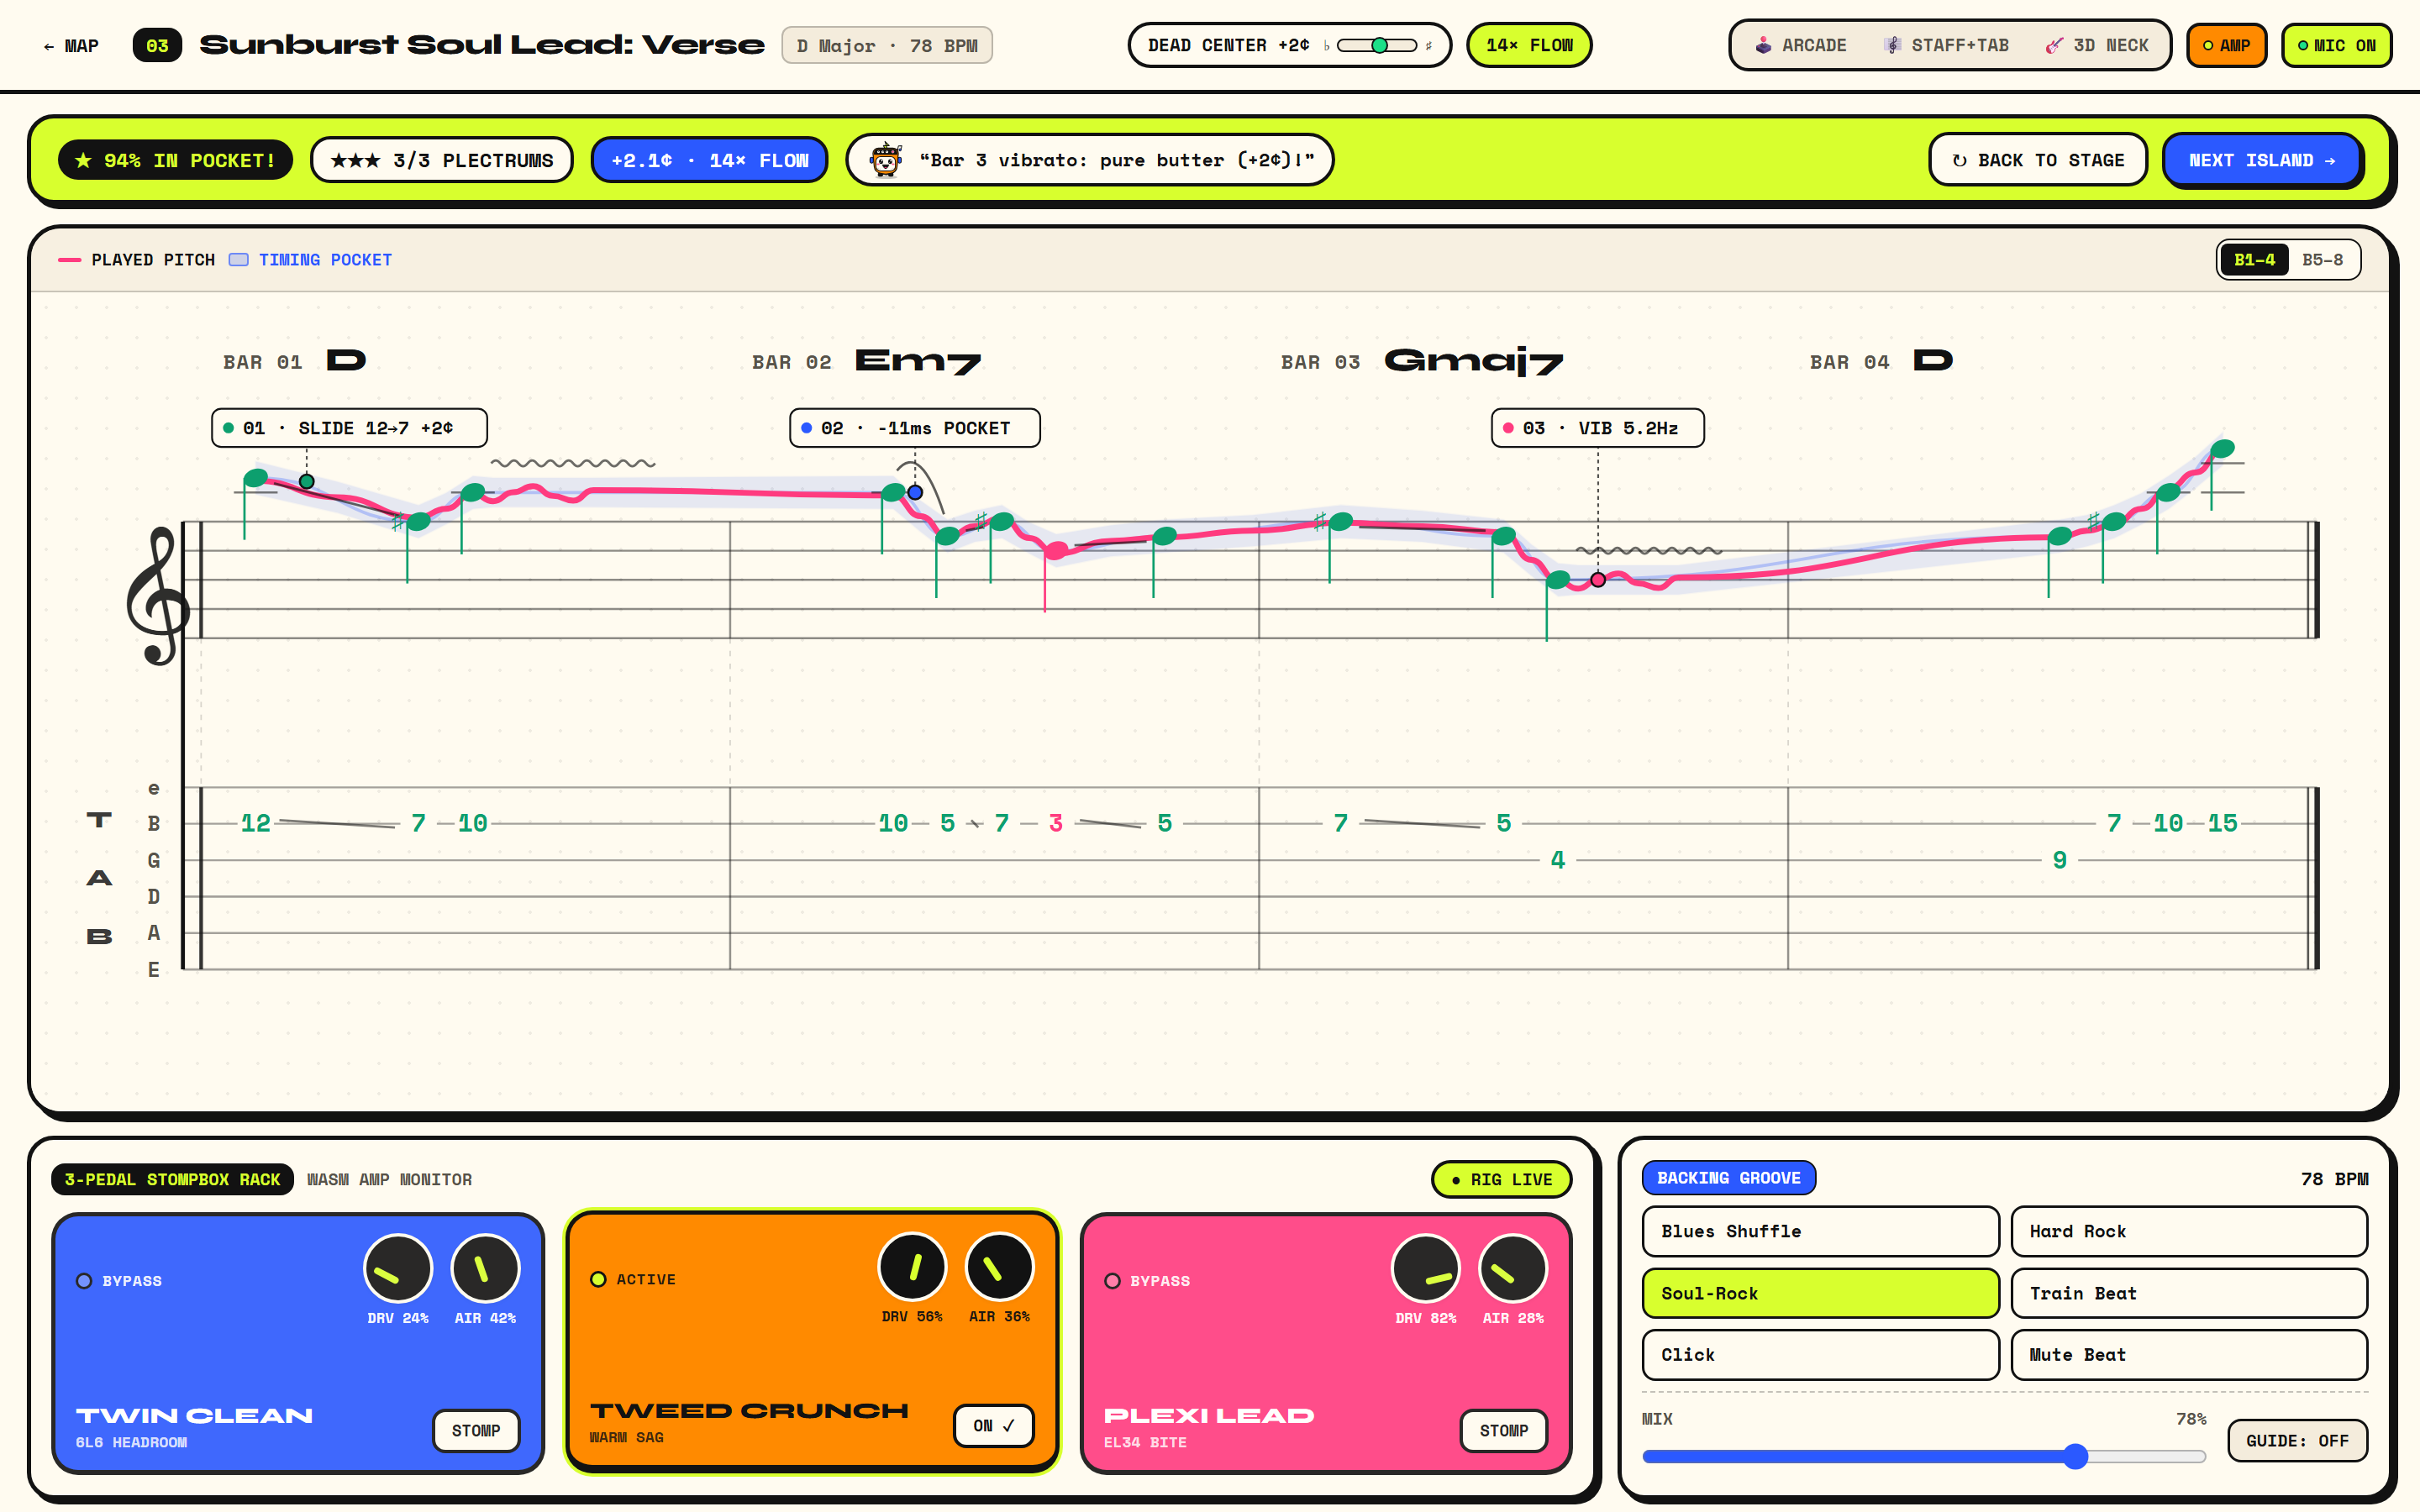 ← MAP 03 Sunburst Soul Lead: Verse D Major · 78 BPM DEAD CENTER +2¢ ♭ ♯ 14× FLOW ARCADE STAFF+TAB 3D NECK AMP MIC ON
★ 94% IN POCKET! ★★★ 3/3 PLECTRUMS +2.1¢ · 14× FLOW “Bar 3 vibrato: pure butter (+2¢)!” ↻ BACK TO STAGE NEXT ISLAND →
PLAYED PITCH TIMING POCKET B1–4 B5–8
BAR 01 D BAR 02 Em7 BAR 03 Gmaj7 BAR 04 D
01 · SLIDE 12→7 +2¢ 02 · -11ms POCKET 03 · VIB 5.2Hz
e
T B 12 7 10 10 5 7 3 5 7 5 7 10 15
A G 4 9
D
B A
E
3-PEDAL STOMPBOX RACK WASM AMP MONITOR ● RIG LIVE
BYPASS DRV 24% AIR 42%
TWIN CLEAN
6L6 HEADROOM STOMP
ACTIVE DRV 56% AIR 36%
TWEED CRUNCH
WARM SAG ON ✓
BYPASS DRV 82% AIR 28%
PLEXI LEAD
EL34 BITE STOMP
BACKING GROOVE 78 BPM
Blues Shuffle Hard Rock
Soul-Rock Train Beat
Click Mute Beat
MIX 78% GUIDE: OFF